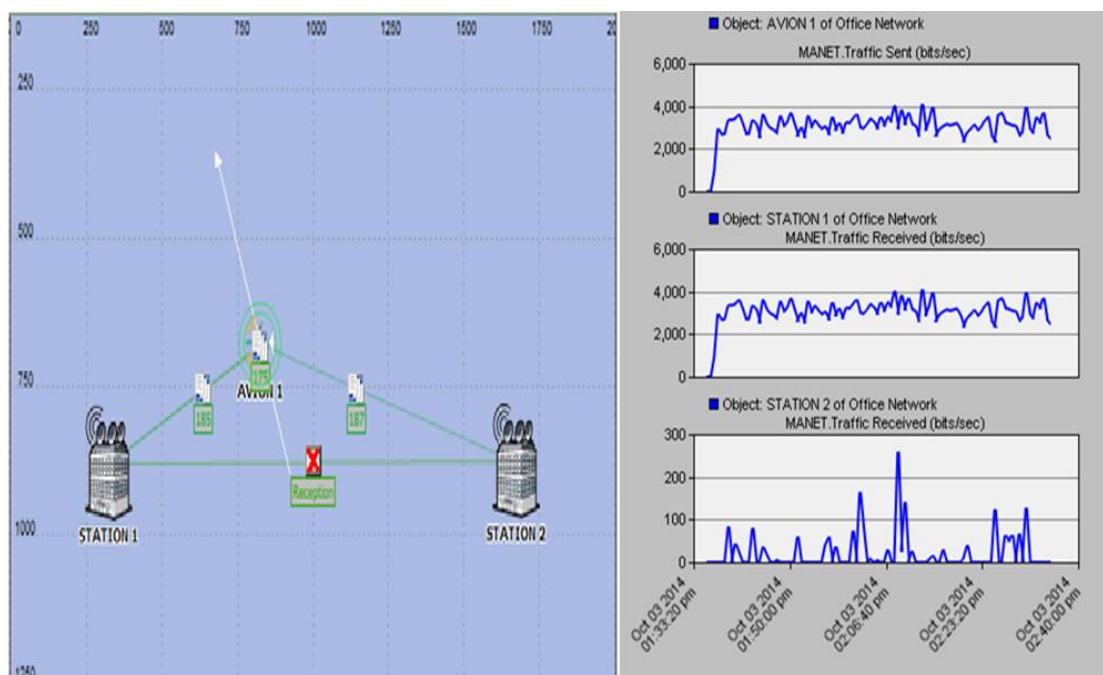 0 250 500 750 1000 1250 1500 1750 20
250
500
750
1000
1250
175
AVION 1
185
187
Reception
STATION 1
STATION 2
Object: AVION 1 of Office Network
MANET.Traffic Sent (bits/sec)
6,000
4,000
2,000
0
Object: STATION 1 of Office Network
MANET.Traffic Received (bits/sec)
6,000
4,000
2,000
0
Object: STATION 2 of Office Network
MANET.Traffic Received (bits/sec)
300
200
100
0
Oct 03 2014
01:33:20 pm
Oct 03 2014
01:50:00 pm
Oct 03 2014
02:06:40 pm
Oct 03 2014
02:23:20 pm
Oct 03 2014
02:40:00 pm